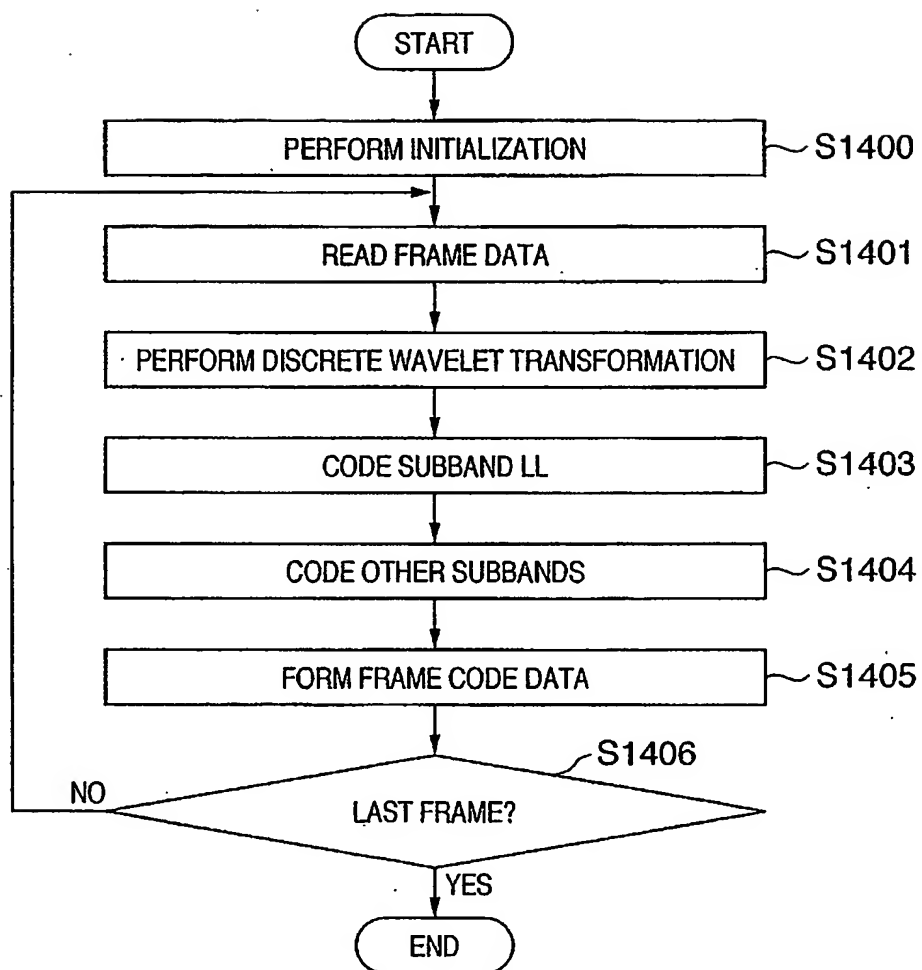 START
PERFORM INITIALIZATION
S1400
READ FRAME DATA
S1401
PERFORM DISCRETE WAVELET TRANSFORMATION
S1402
CODE SUBBAND LL
S1403
CODE OTHER SUBBANDS
S1404
FORM FRAME CODE DATA
S1405
S1406
NO
LAST FRAME?
YES
END